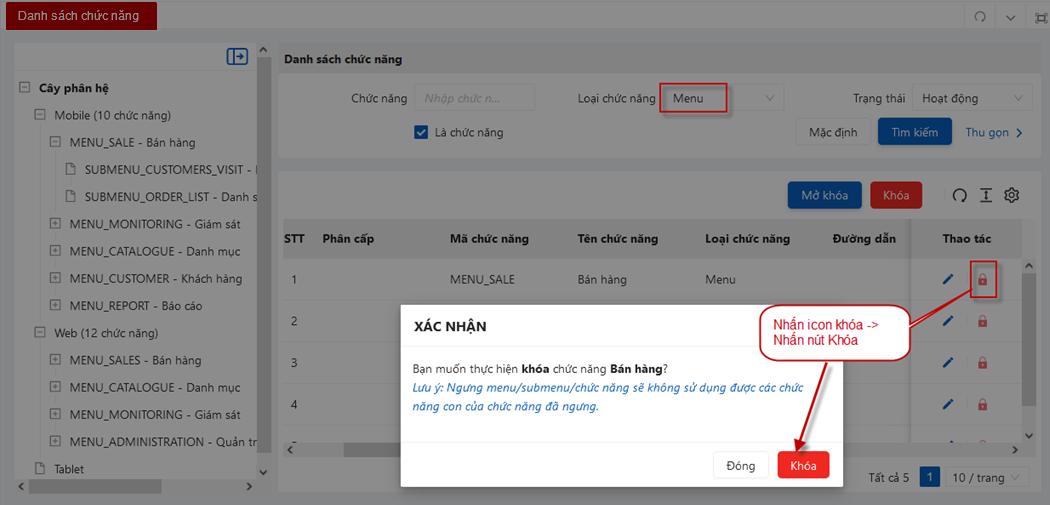 Danh sách chức năng
Cây phân hệ
Mobile (10 chức năng)
MENU_SALE - Bán hàng
SUBMENU_CUSTOMERS_VISIT -
SUBMENU_ORDER_LIST - Danh s
MENU_MONITORING - Giám sát
MENU_CATALOGUE - Danh mục
MENU_CUSTOMER - Khách hàng
MENU_REPORT - Báo cáo
Web (12 chức năng)
MENU_SALES - Bán hàng
MENU_CATALOGUE - Danh mục
MENU_MONITORING - Giám sát
MENU_ADMINISTRATION - Quản tr
Tablet
Danh sách chức năng
Chức năng Nhập chức n... Loại chức năng Menu Trạng thái Hoạt động
Là chức năng Mặc định Tìm kiếm Thu gọn
Mở khóa Khóa
STT Phân cấp Mã chức năng Tên chức năng Loại chức năng Đường dẫn Thao tác
1 MENU_SALE Bán hàng Menu
2
3
4
XÁC NHẬN
Bạn muốn thực hiện khóa chức năng Bán hàng?
Lưu ý: Ngưng menu/submenu/chức năng sẽ không sử dụng được các chức
năng con của chức năng đã ngưng.
Đóng Khóa
Nhấn icon khóa ->
Nhấn nút Khóa
Tất cả 5 1 10 / trang